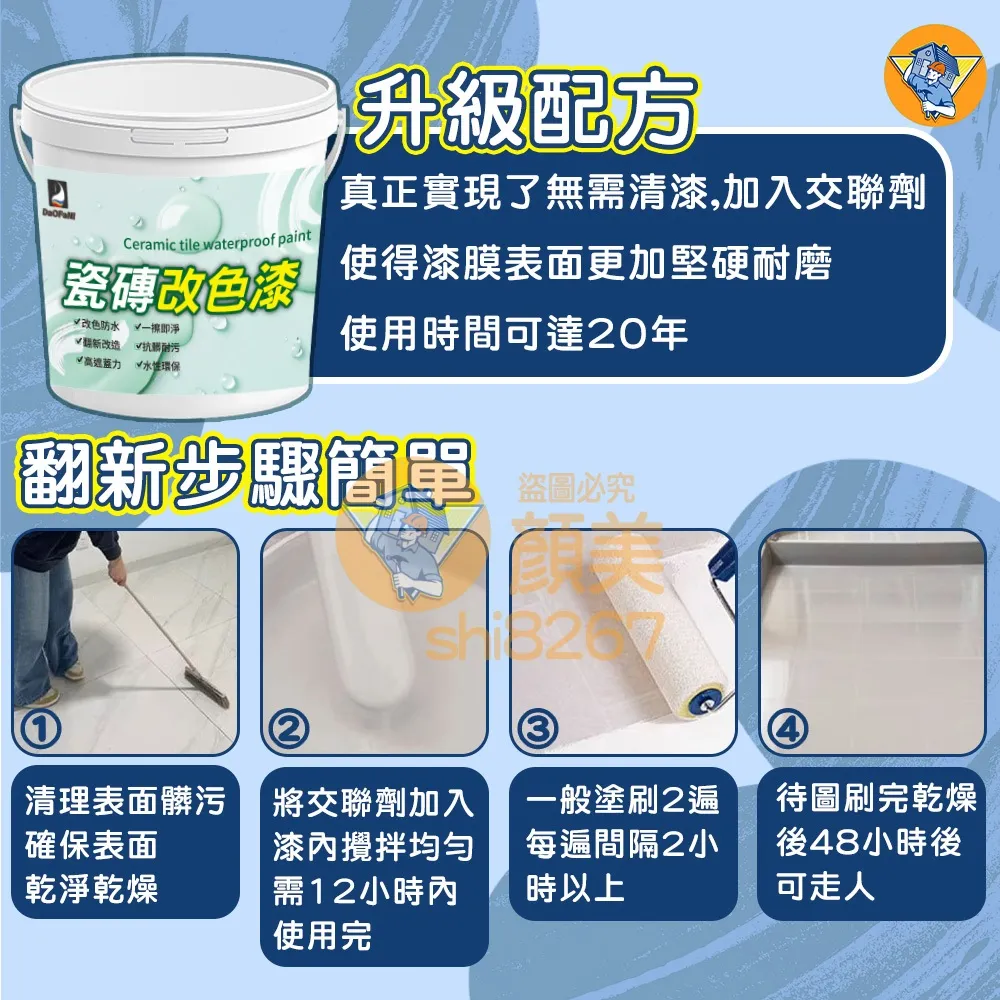 升級配方
真正實現了無需清漆,加入交聯劑
使得漆膜表面更加堅硬耐磨
使用時間可達20年
DaOFaNI
Ceramic tile waterproof paint
瓷磚改色漆
✓改色防水 ✓一擦即淨
✓翻新改造 ✓抗髒耐污
✓高遮蓋力 ✓水性環保
翻新步驟簡單
盜圖必究
顏美
shi8267
①
清理表面髒污
確保表面
乾淨乾燥
②
將交聯劑加入
漆內攪拌均勻
需12小時內
使用完
③
一般塗刷2遍
每遍間隔2小
時以上
④
待圖刷完乾燥
後48小時後
可走人